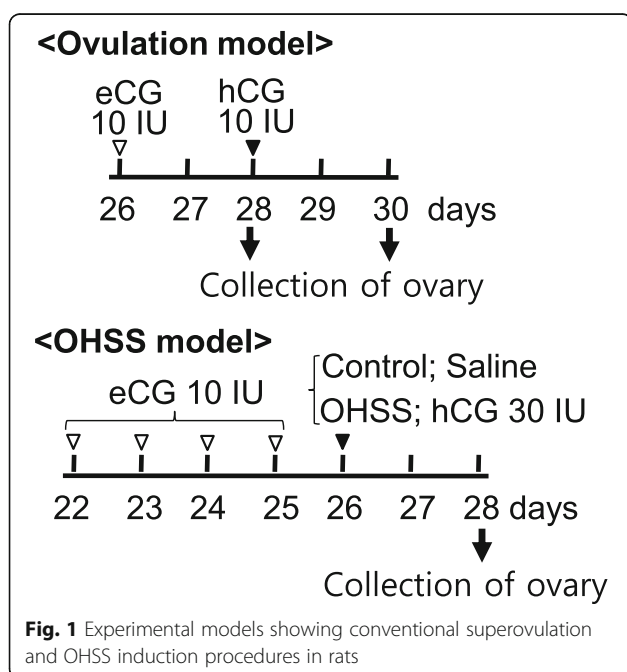 <Ovulation model>
eCG hCG
10 IU 10 IU
26 27 28 29 30 days
Collection of ovary
<OHSS model>
Control; Saline
eCG 10 IU
OHSS; hCG 30 IU
22 23 24 25 26 27 28 days
Collection of ovary
Fig. 1 Experimental models showing conventional superovulation
and OHSS induction procedures in rats